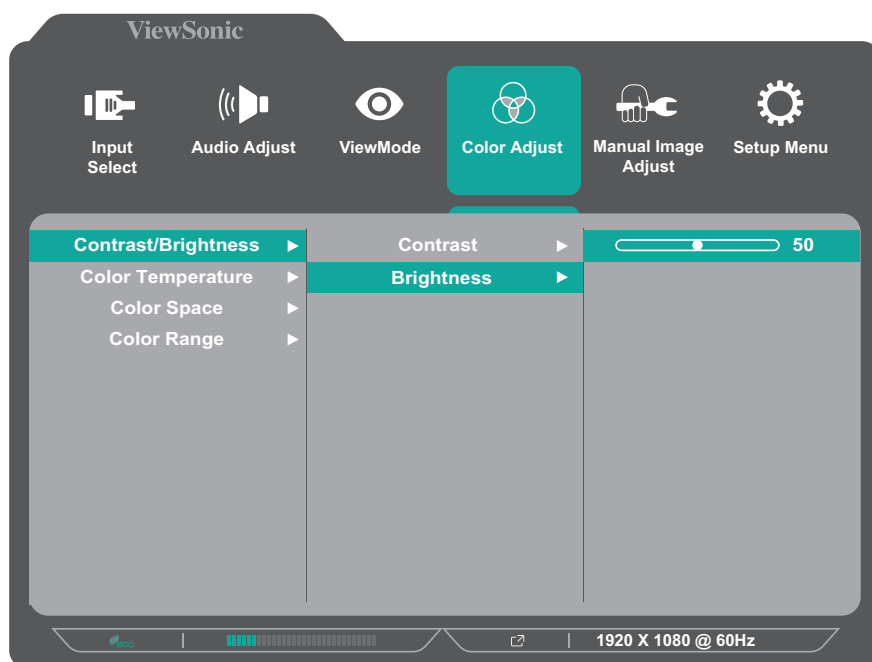 ViewSonic
Input
Select
Audio Adjust
ViewMode
Color Adjust
Manual Image
Adjust
Setup Menu
Contrast/Brightness
Contrast
50
Color Temperature
Brightness
Color Space
Color Range
eco
1920 X 1080 @ 60Hz